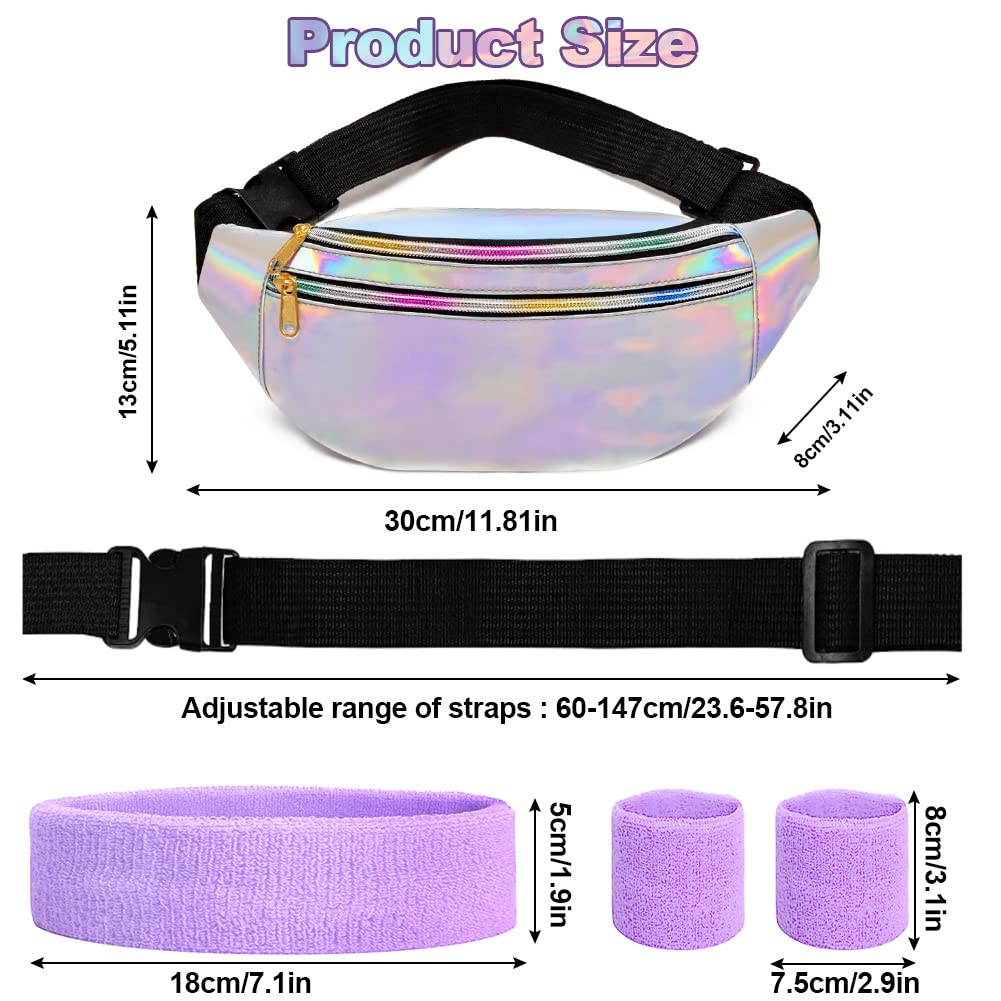 Product Size
13cm/5.11in
8cm/3.11in
30cm/11.81in
Adjustable range of straps : 60-147cm/23.6-57.8in
5cm/1.9in
8cm/3.1in
18cm/7.1in
7.5cm/2.9in